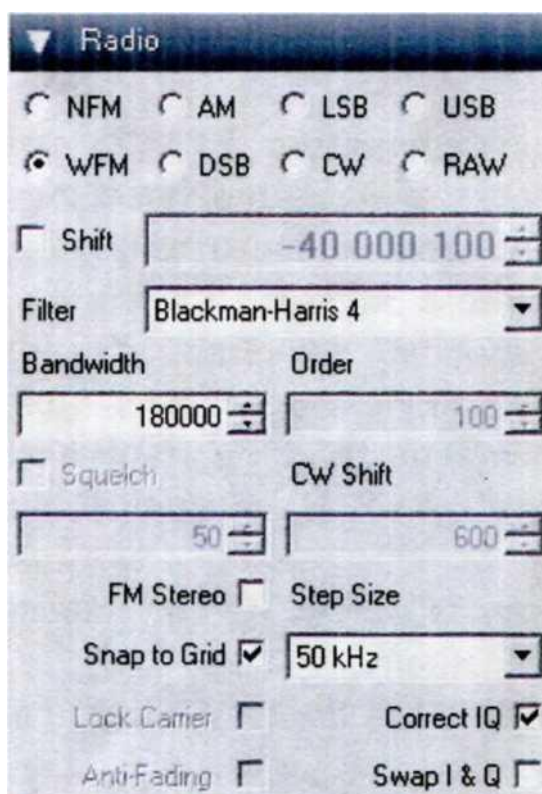 Radio
NFM AM LSB USB
WFM DSB CW RAW
Shift -40 000 100
Filter Blackman-Harris 4
Bandwidth Order
180000 100
Squelch CW Shift
50 600
FM Stereo Step Size
Snap to Grid 50 kHz
Lock Carrier Correct IQ
Anti-Fading Swap I & Q